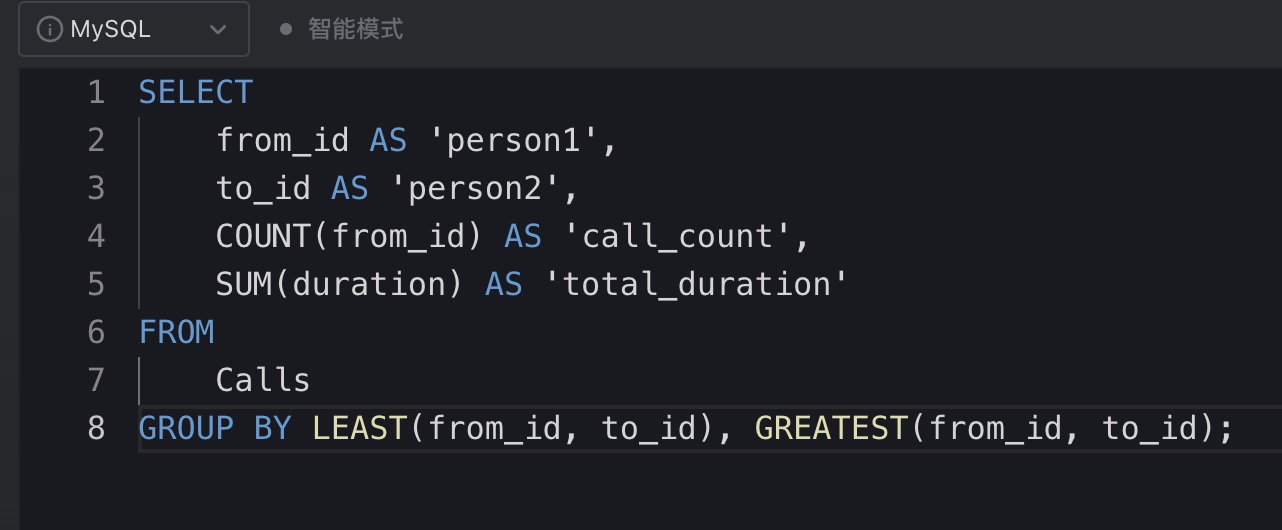 MySQL 智能模式
1 SELECT
2     from_id AS 'person1',
3     to_id AS 'person2',
4     COUNT(from_id) AS 'call_count',
5     SUM(duration) AS 'total_duration'
6 FROM
7     Calls
8 GROUP BY LEAST(from_id, to_id), GREATEST(from_id, to_id);